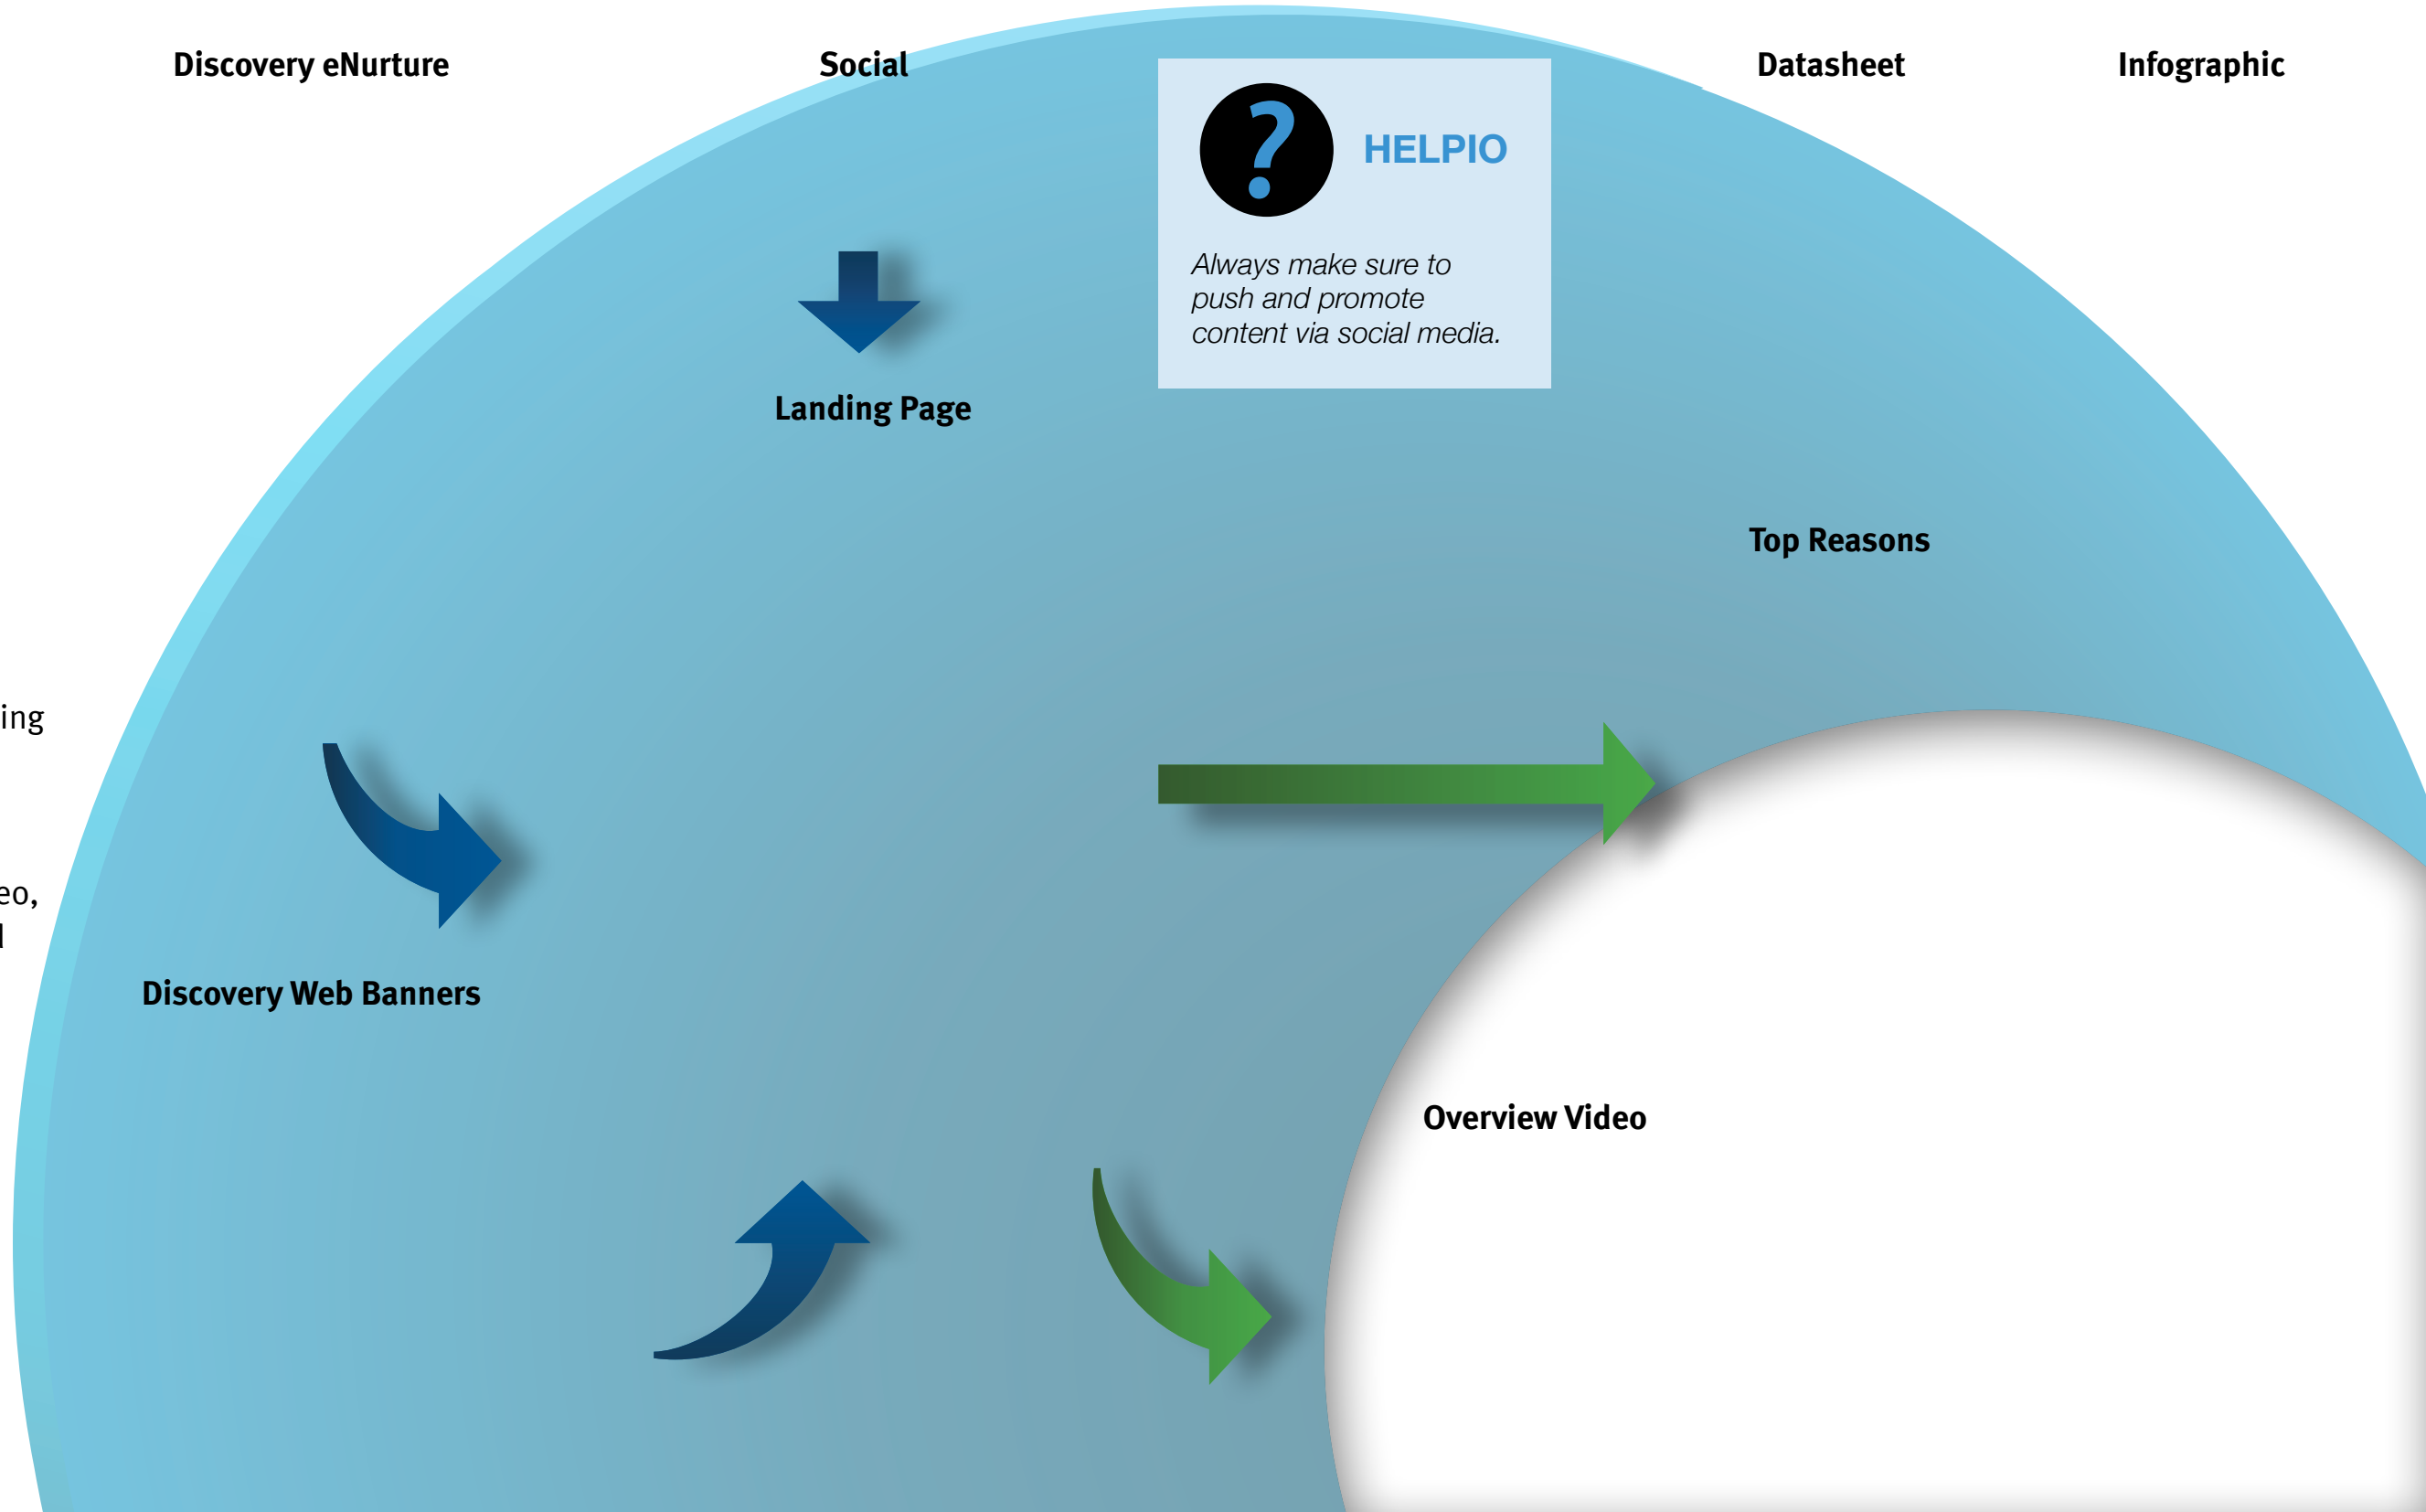 Discovery eNurture
Social
Datasheet
Infographic
?
HELPIO
Always make sure to
push and promote
content via social media.
Landing Page
Top Reasons
Discovery Web Banners
Overview Video